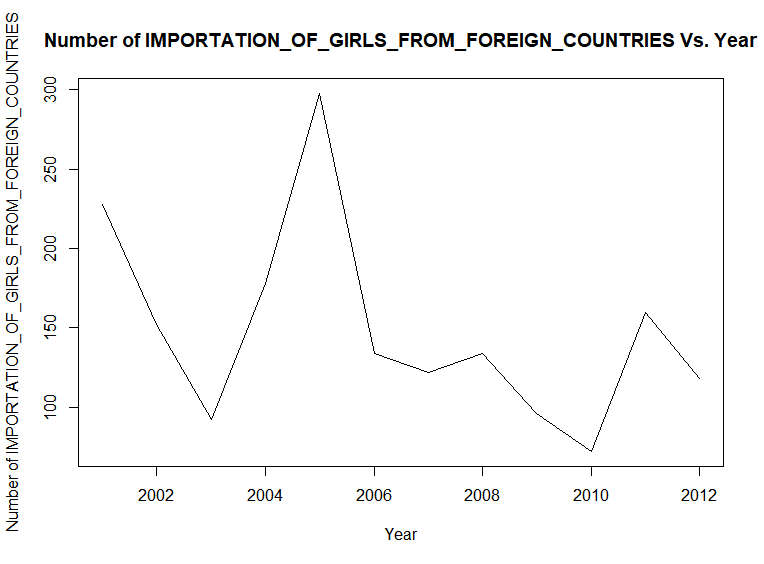 Number of IMPORTATION_OF_GIRLS_FROM_FOREIGN_COUNTRIES Vs. Year
Number of IMPORTATION_OF_GIRLS_FROM_FOREIGN_COUNTRIES
300
250
200
150
100
2002 2004 2006 2008 2010 2012
Year